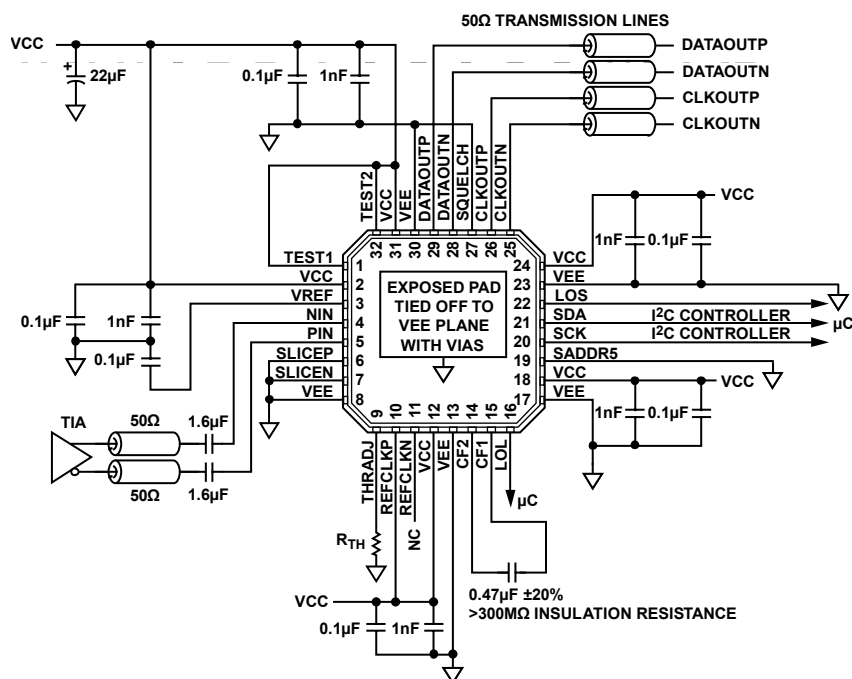 50Ω TRANSMISSION LINES
VCC
+
22µF
0.1µF
1nF
DATAOUTP
DATAOUTN
CLKOUTP
CLKOUTN
TEST2
VCC
VEE
DATAOUTP
DATAOUTN
SQUELCH
CLKOUTP
CLKOUTN
32
31
30
29
28
27
26
25
TEST1
1
VCC
2
VREF
3
NIN
4
PIN
5
SLICEP
6
SLICEN
7
VEE
8
0.1µF
1nF
0.1µF
EXPOSED PAD
TIED OFF TO
VEE PLANE
WITH VIAS
24
VCC
23
VEE
22
LOS
21
SDA
I²C CONTROLLER
20
SCK
I²C CONTROLLER
19
SADDR5
18
VCC
17
VEE
VCC
1nF
0.1µF
µC
VCC
1nF
0.1µF
TIA
50Ω
1.6µF
50Ω
1.6µF
9
10
11
12
13
14
15
16
THRADJ
REFCLKP
REFCLKN
VCC
VEE
CF2
CF1
LOL
RTH
NC
µC
0.47µF ±20%
>300MΩ INSULATION RESISTANCE
VCC
0.1µF
1nF